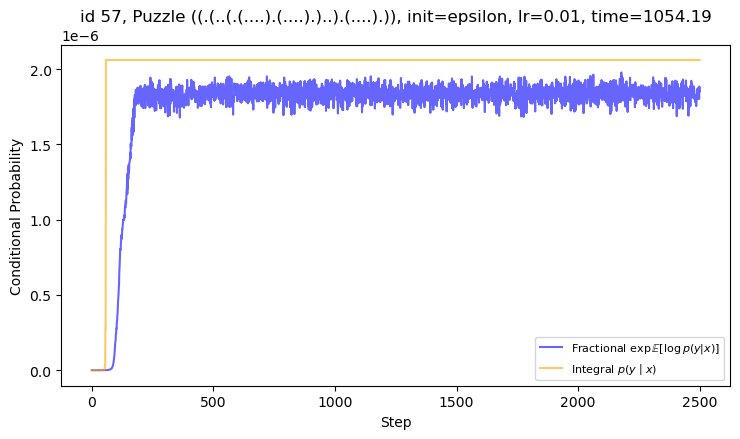 id 57, Puzzle ((.(..(.(....).(....).)..).(....).)), init=epsilon, lr=0.01, time=1054.19
1e−6
2.0
1.5
1.0
0.5
0.0
Conditional Probability
0
500
1000
1500
2000
2500
Step
Fractional exp 𝔼[log p(y|x)]
Integral p(y | x)